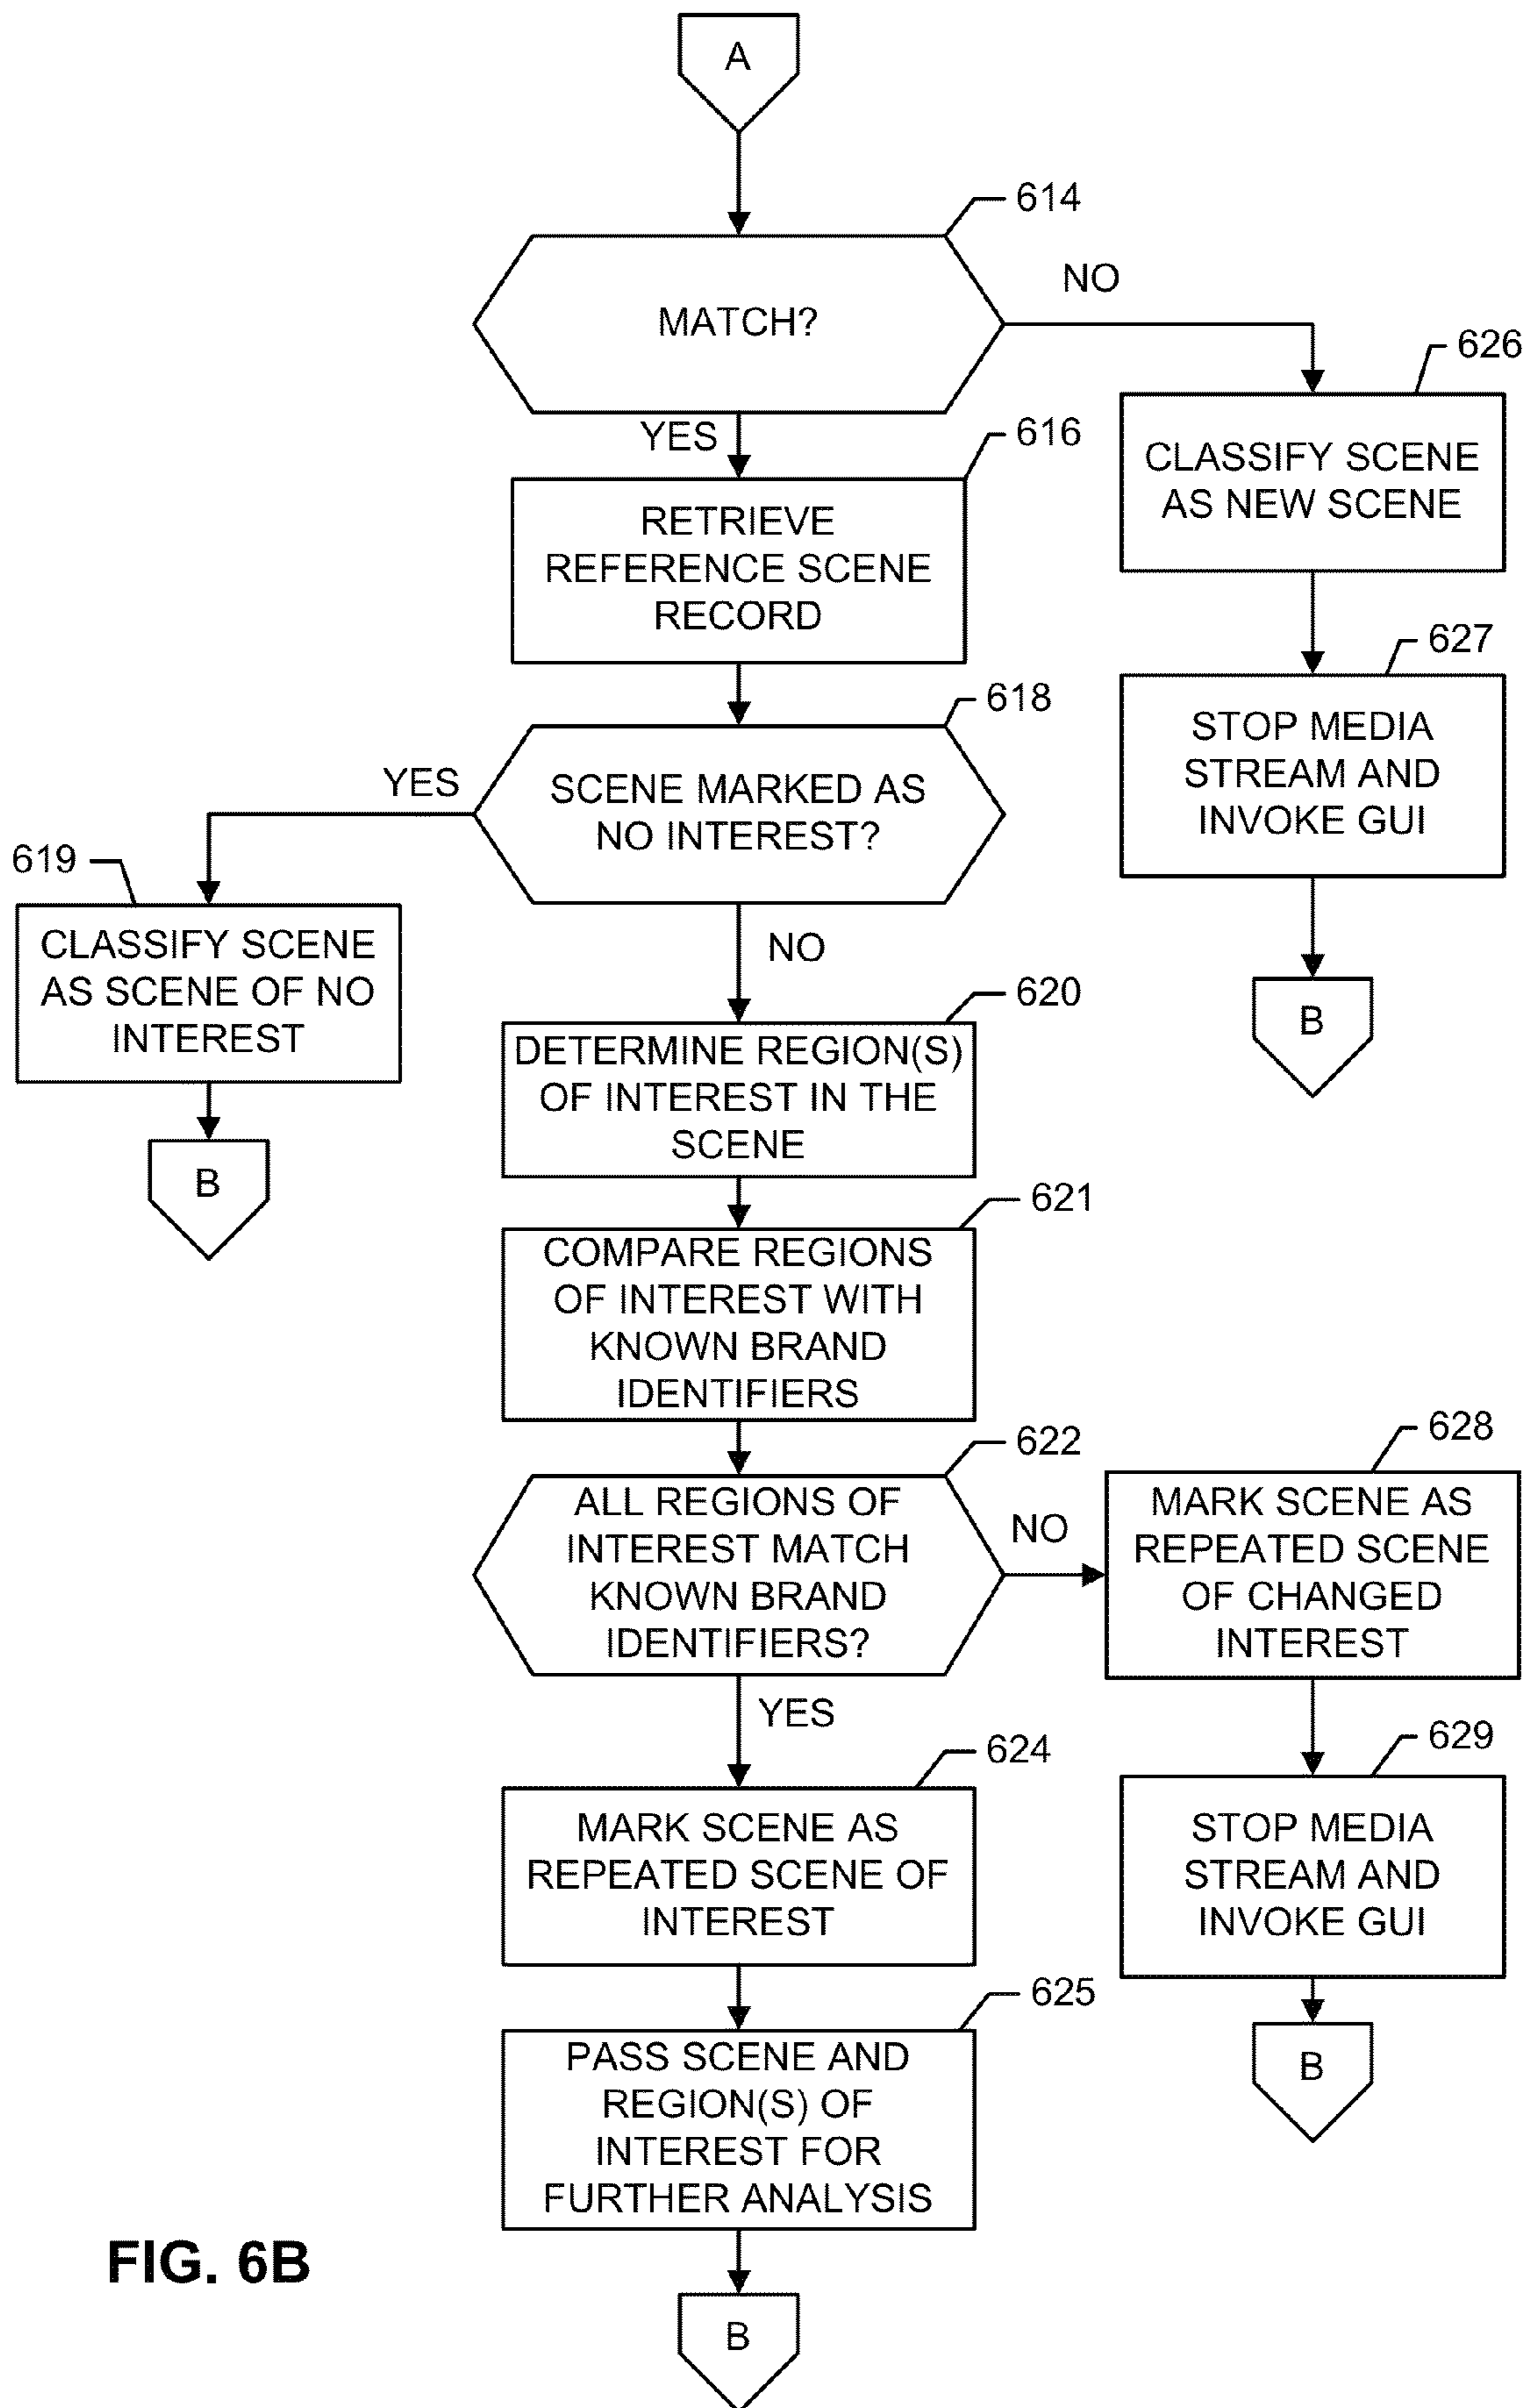 A
614
MATCH?
NO
626
CLASSIFY SCENE
AS NEW SCENE
YES
616
RETRIEVE
REFERENCE SCENE
RECORD
627
STOP MEDIA
STREAM AND
INVOKE GUI
B
618
SCENE MARKED AS
NO INTEREST?
YES
619
CLASSIFY SCENE
AS SCENE OF NO
INTEREST
B
NO
620
DETERMINE REGION(S)
OF INTEREST IN THE
SCENE
621
COMPARE REGIONS
OF INTEREST WITH
KNOWN BRAND
IDENTIFIERS
622
ALL REGIONS OF
INTEREST MATCH
KNOWN BRAND
IDENTIFIERS?
NO
628
MARK SCENE AS
REPEATED SCENE
OF CHANGED
INTEREST
YES
624
MARK SCENE AS
REPEATED SCENE OF
INTEREST
629
STOP MEDIA
STREAM AND
INVOKE GUI
B
625
PASS SCENE AND
REGION(S) OF
INTEREST FOR
FURTHER ANALYSIS
B
FIG. 6B